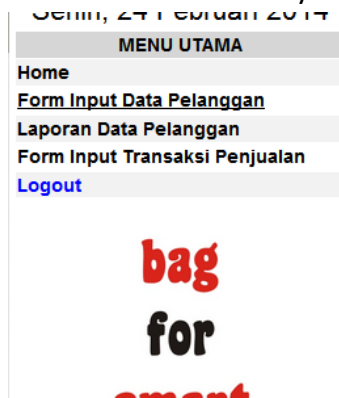 Senin, 24 Februari 2014
MENU UTAMA
Home
Form Input Data Pelanggan
Laporan Data Pelanggan
Form Input Transaksi Penjualan
Logout
bag
for
smart